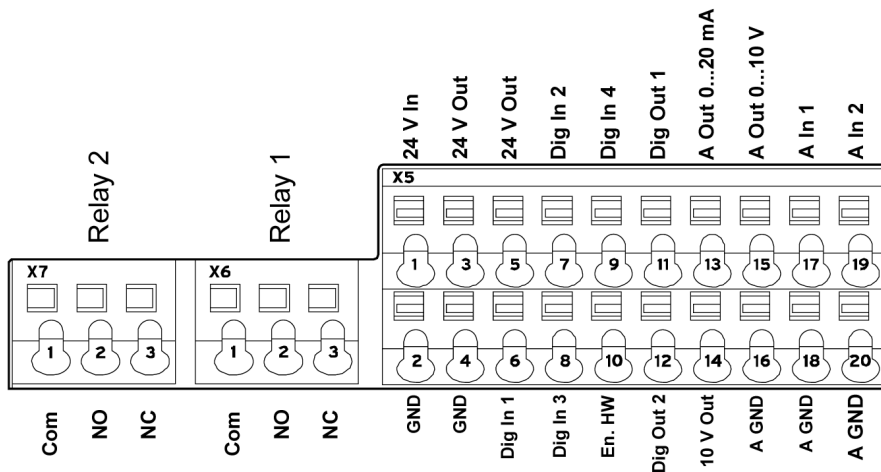 24 V In
24 V Out
24 V Out
Dig In 2
Dig In 4
Dig Out 1
A Out 0...20 mA
A Out 0...10 V
A In 1
A In 2
Relay 2
Relay 1
X5
1 3 5 7 9 11 13 15 17 19
X7
X6
1 2 3
1 2 3
2 4 6 8 10 12 14 16 18 20
Com
NO
NC
Com
NO
NC
GND
GND
Dig In 1
Dig In 3
En. HW
Dig Out 2
10 V Out
A GND
A GND
A GND